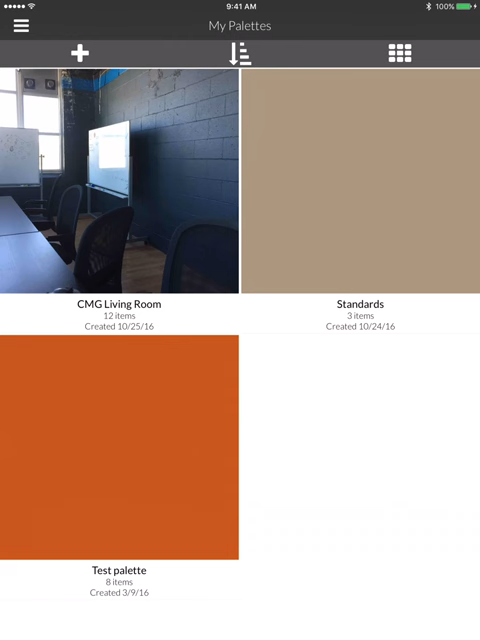 9:41 AM
100%
My Palettes
CMG Living Room
12 items
Created 10/25/16
Standards
3 items
Created 10/24/16
Test palette
8 items
Created 3/9/16